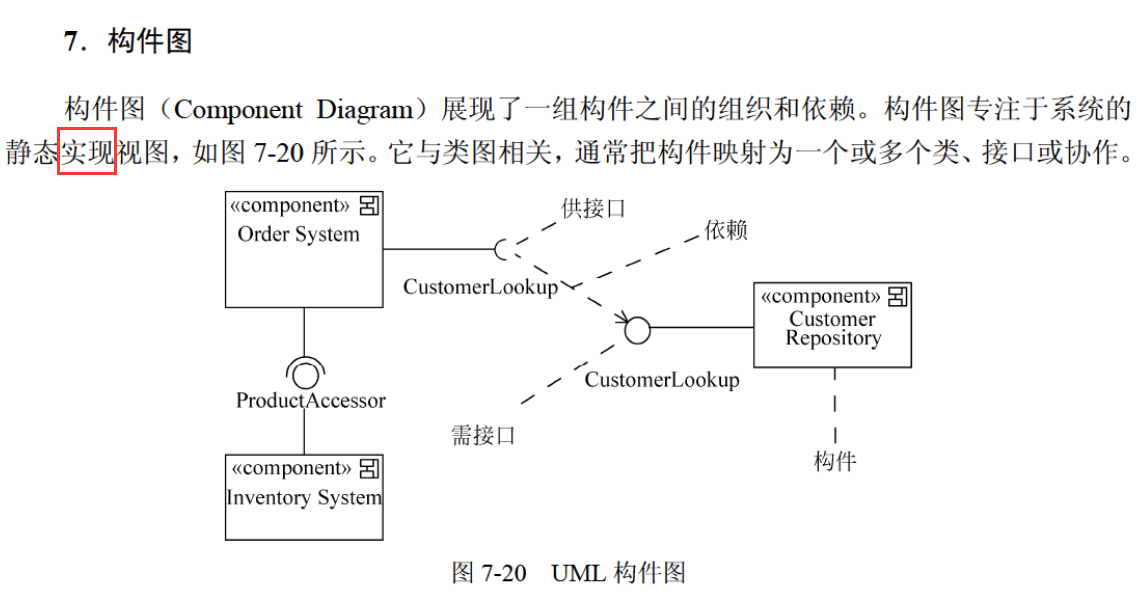 7．构件图
构件图（Component Diagram）展现了一组构件之间的组织和依赖。构件图专注于系统的
静态实现视图，如图 7-20 所示。它与类图相关，通常把构件映射为一个或多个类、接口或协作。
«component»
Order System
供接口
依赖
CustomerLookup
«component»
Customer
Repository
CustomerLookup
ProductAccessor
需接口
构件
«component»
Inventory System
图 7-20 UML 构件图